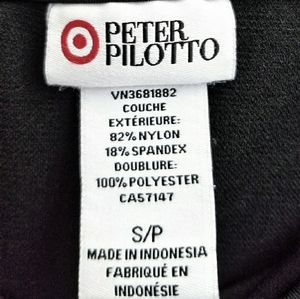 PETER
PILOTTO
VN3681882
COUCHE
EXTÉRIEURE:
82% NYLON
18% SPANDEX
DOUBLURE:
100% POLYESTER
CA57147
S/P
MADE IN INDONESIA
FABRIQUÉ EN
INDONÉSIE